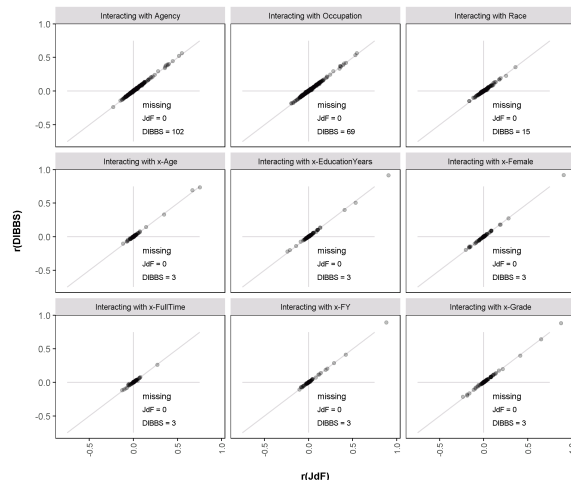 Interacting with Agency
Interacting with Occupation
Interacting with Race
1.0
0.5
0.0
-0.5
missing
JdF = 0
DIBBS = 102
missing
JdF = 0
DIBBS = 69
missing
JdF = 0
DIBBS = 15
Interacting with x-Age
Interacting with x-EducationYears
Interacting with x-Female
1.0
0.5
0.0
-0.5
missing
JdF = 0
DIBBS = 3
missing
JdF = 0
DIBBS = 3
missing
JdF = 0
DIBBS = 3
Interacting with x-FullTime
Interacting with x-FY
Interacting with x-Grade
1.0
0.5
0.0
-0.5
missing
JdF = 0
DIBBS = 3
missing
JdF = 0
DIBBS = 3
missing
JdF = 0
DIBBS = 3
-0.5
0.0
0.5
1.0
-0.5
0.0
0.5
1.0
-0.5
0.0
0.5
1.0
r(DIBBS)
r(JdF)